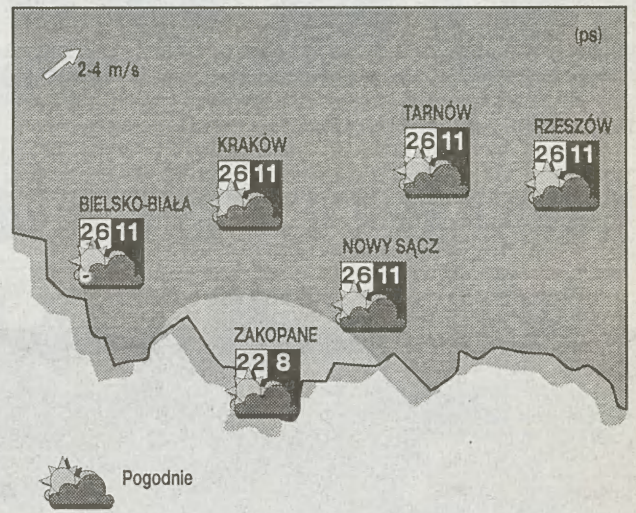 (ps)
2-4 m/s
TARNÓW
26 11
RZESZÓW
26 11
KRAKÓW
26 11
BIELSKO-BIAŁA
26 11
NOWY SĄCZ
26 11
ZAKOPANE
22 8
Pogodnie